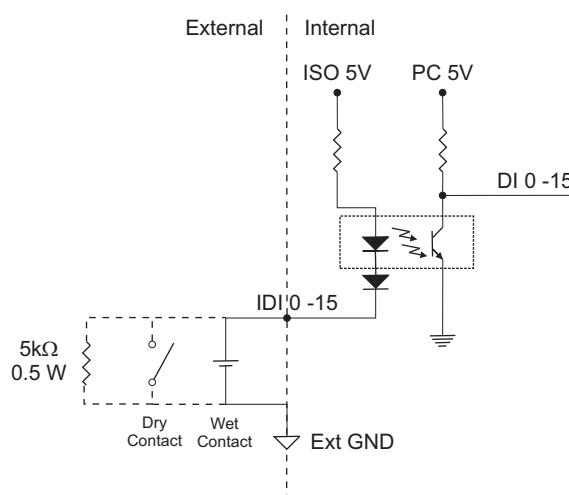 External
Internal
ISO 5V
PC 5V
DI 0 -15
IDI 0 -15
5kΩ
0.5 W
Dry
Contact
Wet
Contact
Ext GND